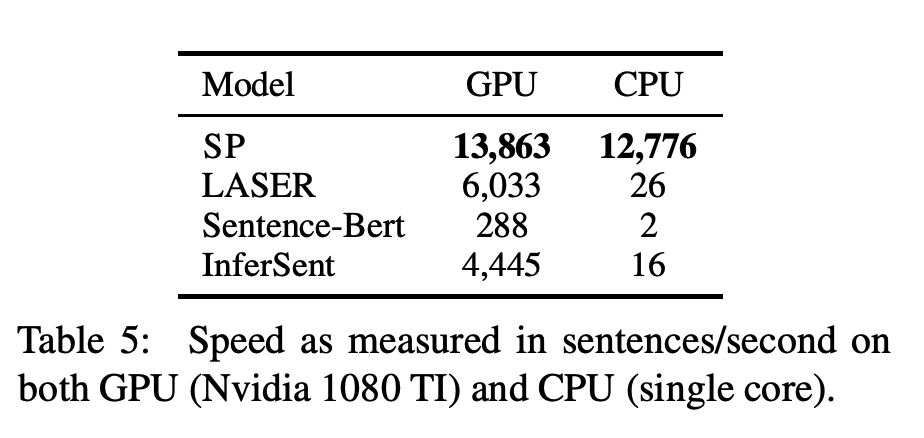 Model GPU CPU
SP 13,863 12,776
LASER 6,033 26
Sentence-Bert 288 2
InferSent 4,445 16
Table 5: Speed as measured in sentences/second on
both GPU (Nvidia 1080 TI) and CPU (single core).